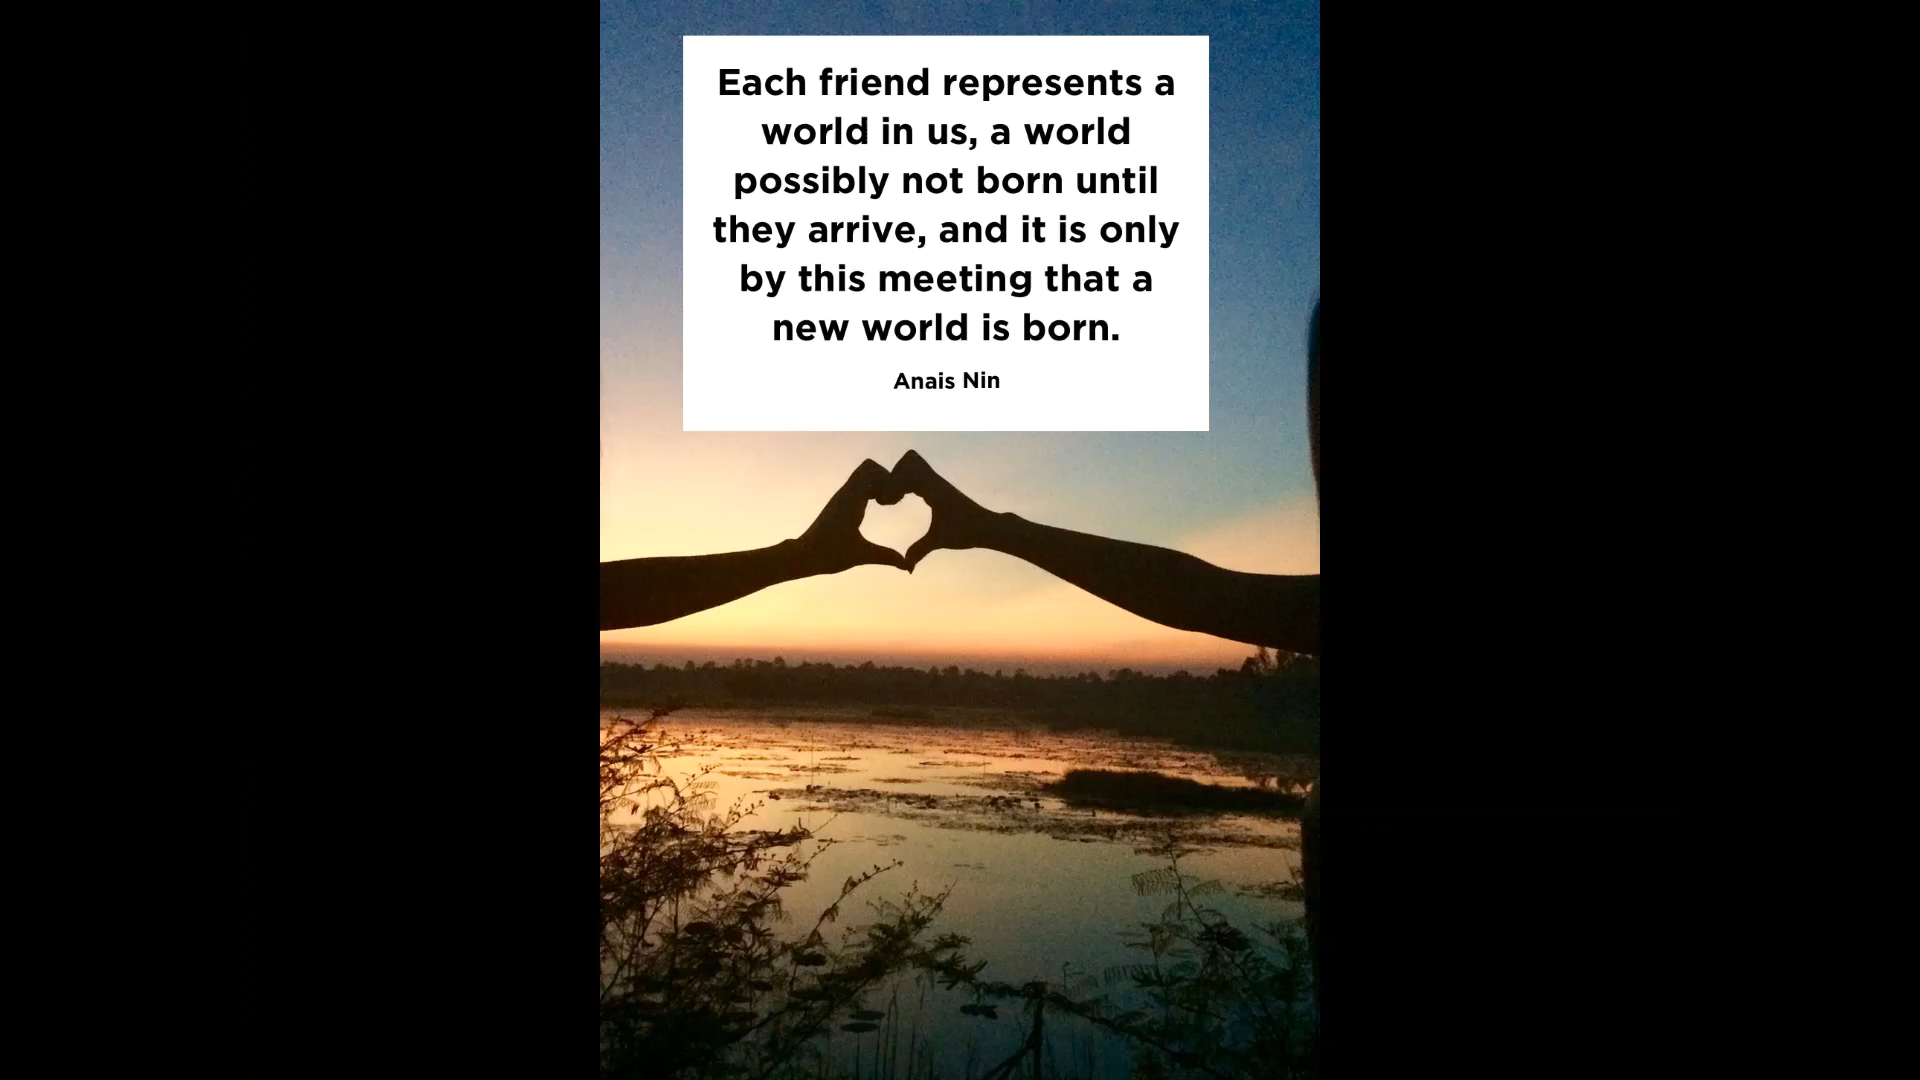 Each friend represents a
world in us, a world
possibly not born until
they arrive, and it is only
by this meeting that a
new world is born.
Anais Nin